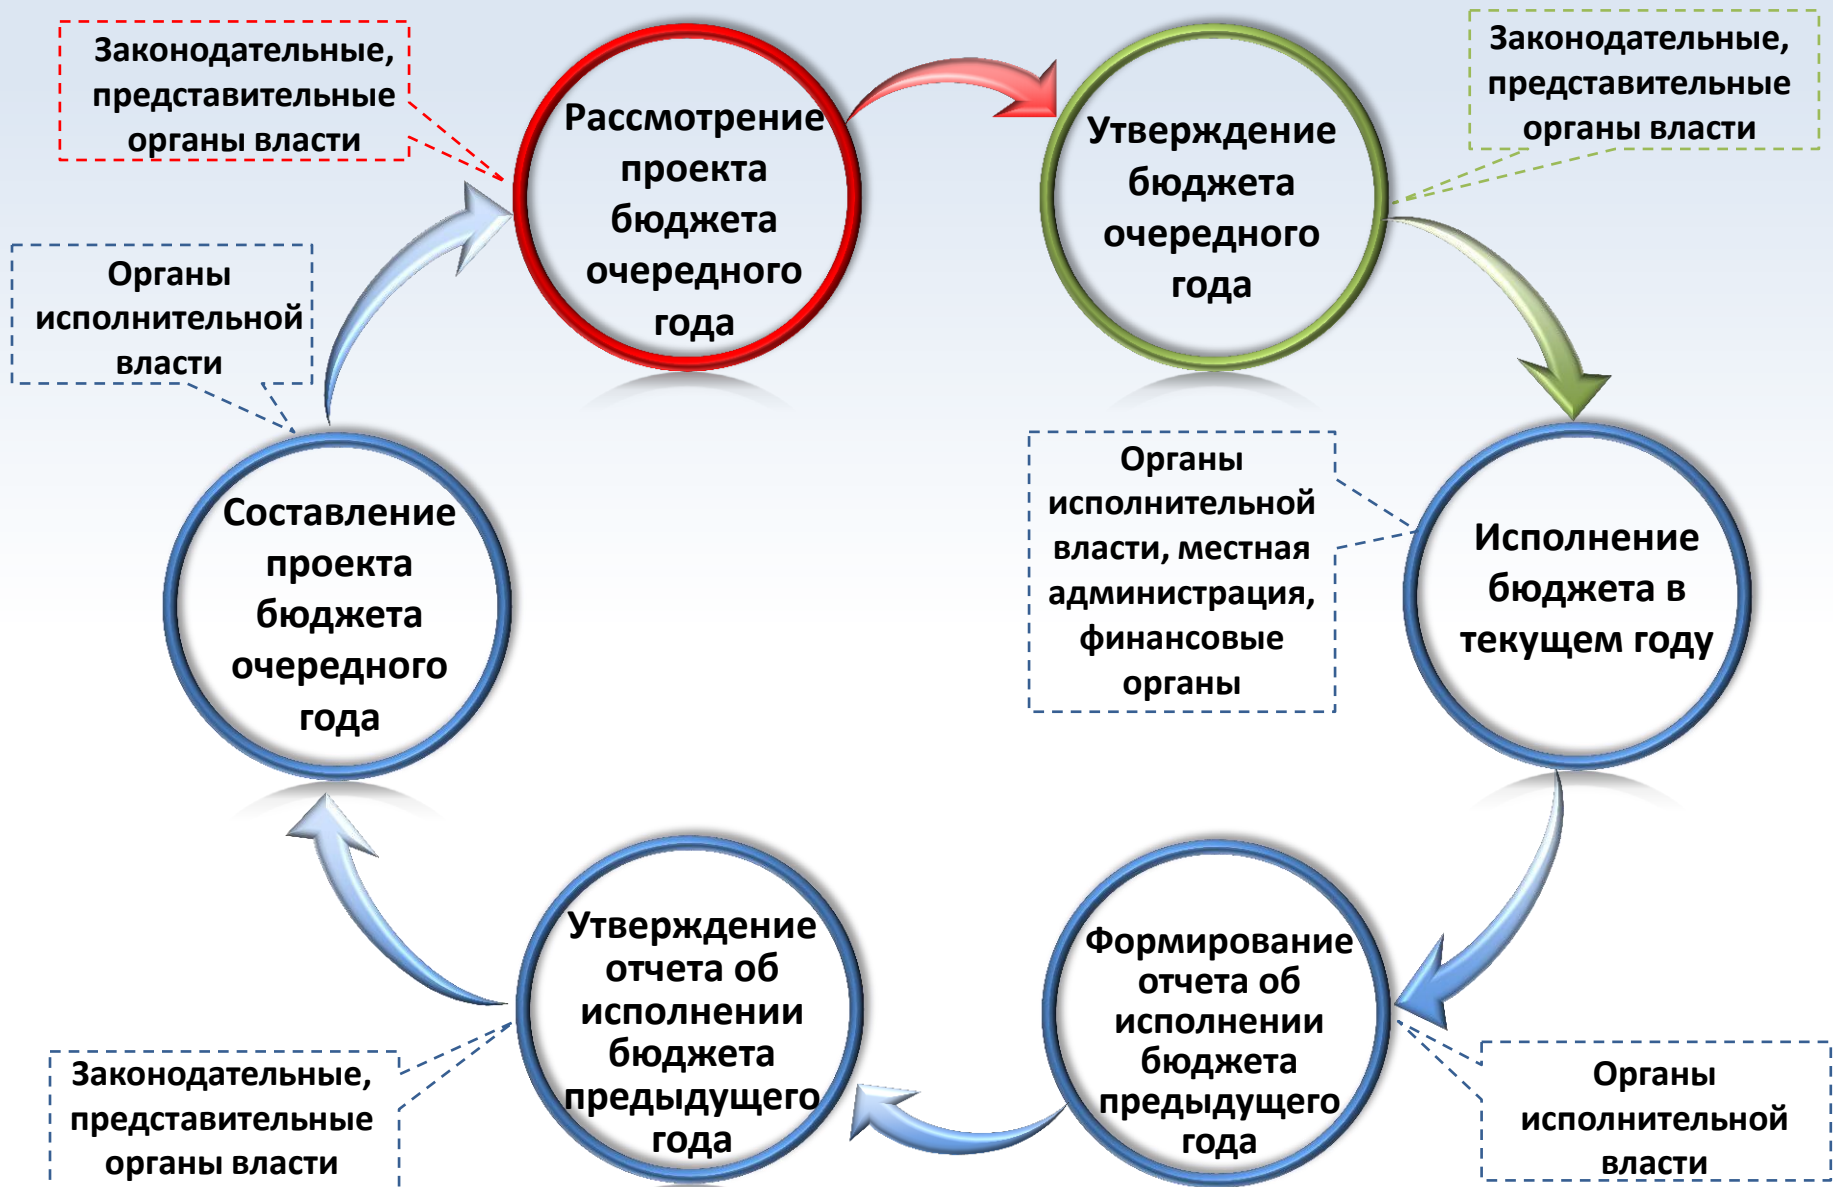 Законодательные,
представительные
органы власти
Рассмотрение
проекта
бюджета
очередного
года
Утверждение
бюджета
очередного
года
Законодательные,
представительные
органы власти
Органы
исполнительной
власти
Составление
проекта
бюджета
очередного
года
Органы
исполнительной
власти, местная
администрация,
финансовые
органы
Исполнение
бюджета в
текущем году
Утверждение
отчета об
исполнении
бюджета
предыдущего
года
Формирование
отчета об
исполнении
бюджета
предыдущего
года
Законодательные,
представительные
органы власти
Органы
исполнительной
власти